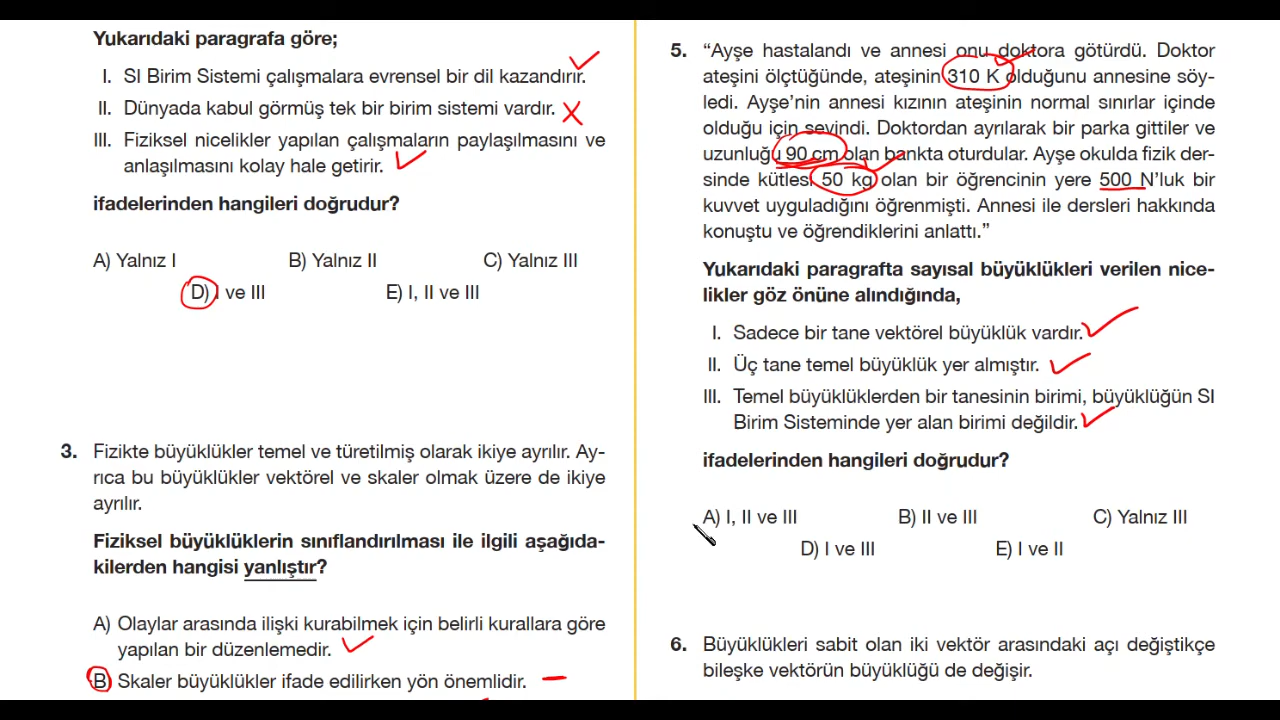 Yukarıdaki paragrafa göre;
I. SI Birim Sistemi çalışmalara evrensel bir dil kazandırır.
II. Dünyada kabul görmüş tek bir birim sistemi vardır.
III. Fiziksel nicelikler yapılan çalışmaların paylaşılmasını ve
anlaşılmasını kolay hale getirir.
ifadelerinden hangileri doğrudur?
A) Yalnız I B) Yalnız II C) Yalnız III
D) I ve III E) I, II ve III
3. Fizikte büyüklükler temel ve türetilmiş olarak ikiye ayrılır. Ay-
rıca bu büyüklükler vektörel ve skaler olmak üzere de ikiye
ayrılır.
Fiziksel büyüklüklerin sınıflandırılması ile ilgili aşağıda-
kilerden hangisi yanlıştır?
A) Olaylar arasında ilişki kurabilmek için belirli kurallara göre
yapılan bir düzenlemedir.
B) Skaler büyüklükler ifade edilirken yön önemlidir.
5. “Ayşe hastalandı ve annesi onu doktora götürdü. Doktor
ateşini ölçtüğünde, ateşinin 310 K olduğunu annesine söy-
ledi. Ayşe’nin annesi kızının ateşinin normal sınırlar içinde
olduğu için sevindi. Doktordan ayrılarak bir parka gittiler ve
uzunluğu 90 cm olan bankta oturdular. Ayşe okulda fizik der-
sinde kütlesi 50 kg olan bir öğrencinin yere 500 N’luk bir
kuvvet uyguladığını öğrenmişti. Annesi ile dersleri hakkında
konuştu ve öğrendiklerini anlattı.”
Yukarıdaki paragrafta sayısal büyüklükleri verilen nice-
likler göz önüne alındığında,
I. Sadece bir tane vektörel büyüklük vardır.
II. Üç tane temel büyüklük yer almıştır.
III. Temel büyüklüklerden bir tanesinin birimi, büyüklüğün SI
Birim Sisteminde yer alan birimi değildir.
ifadelerinden hangileri doğrudur?
A) I, II ve III B) II ve III C) Yalnız III
D) I ve III E) I ve II
6. Büyüklükleri sabit olan iki vektör arasındaki açı değiştikçe
bileşke vektörün büyüklüğü de değişir.